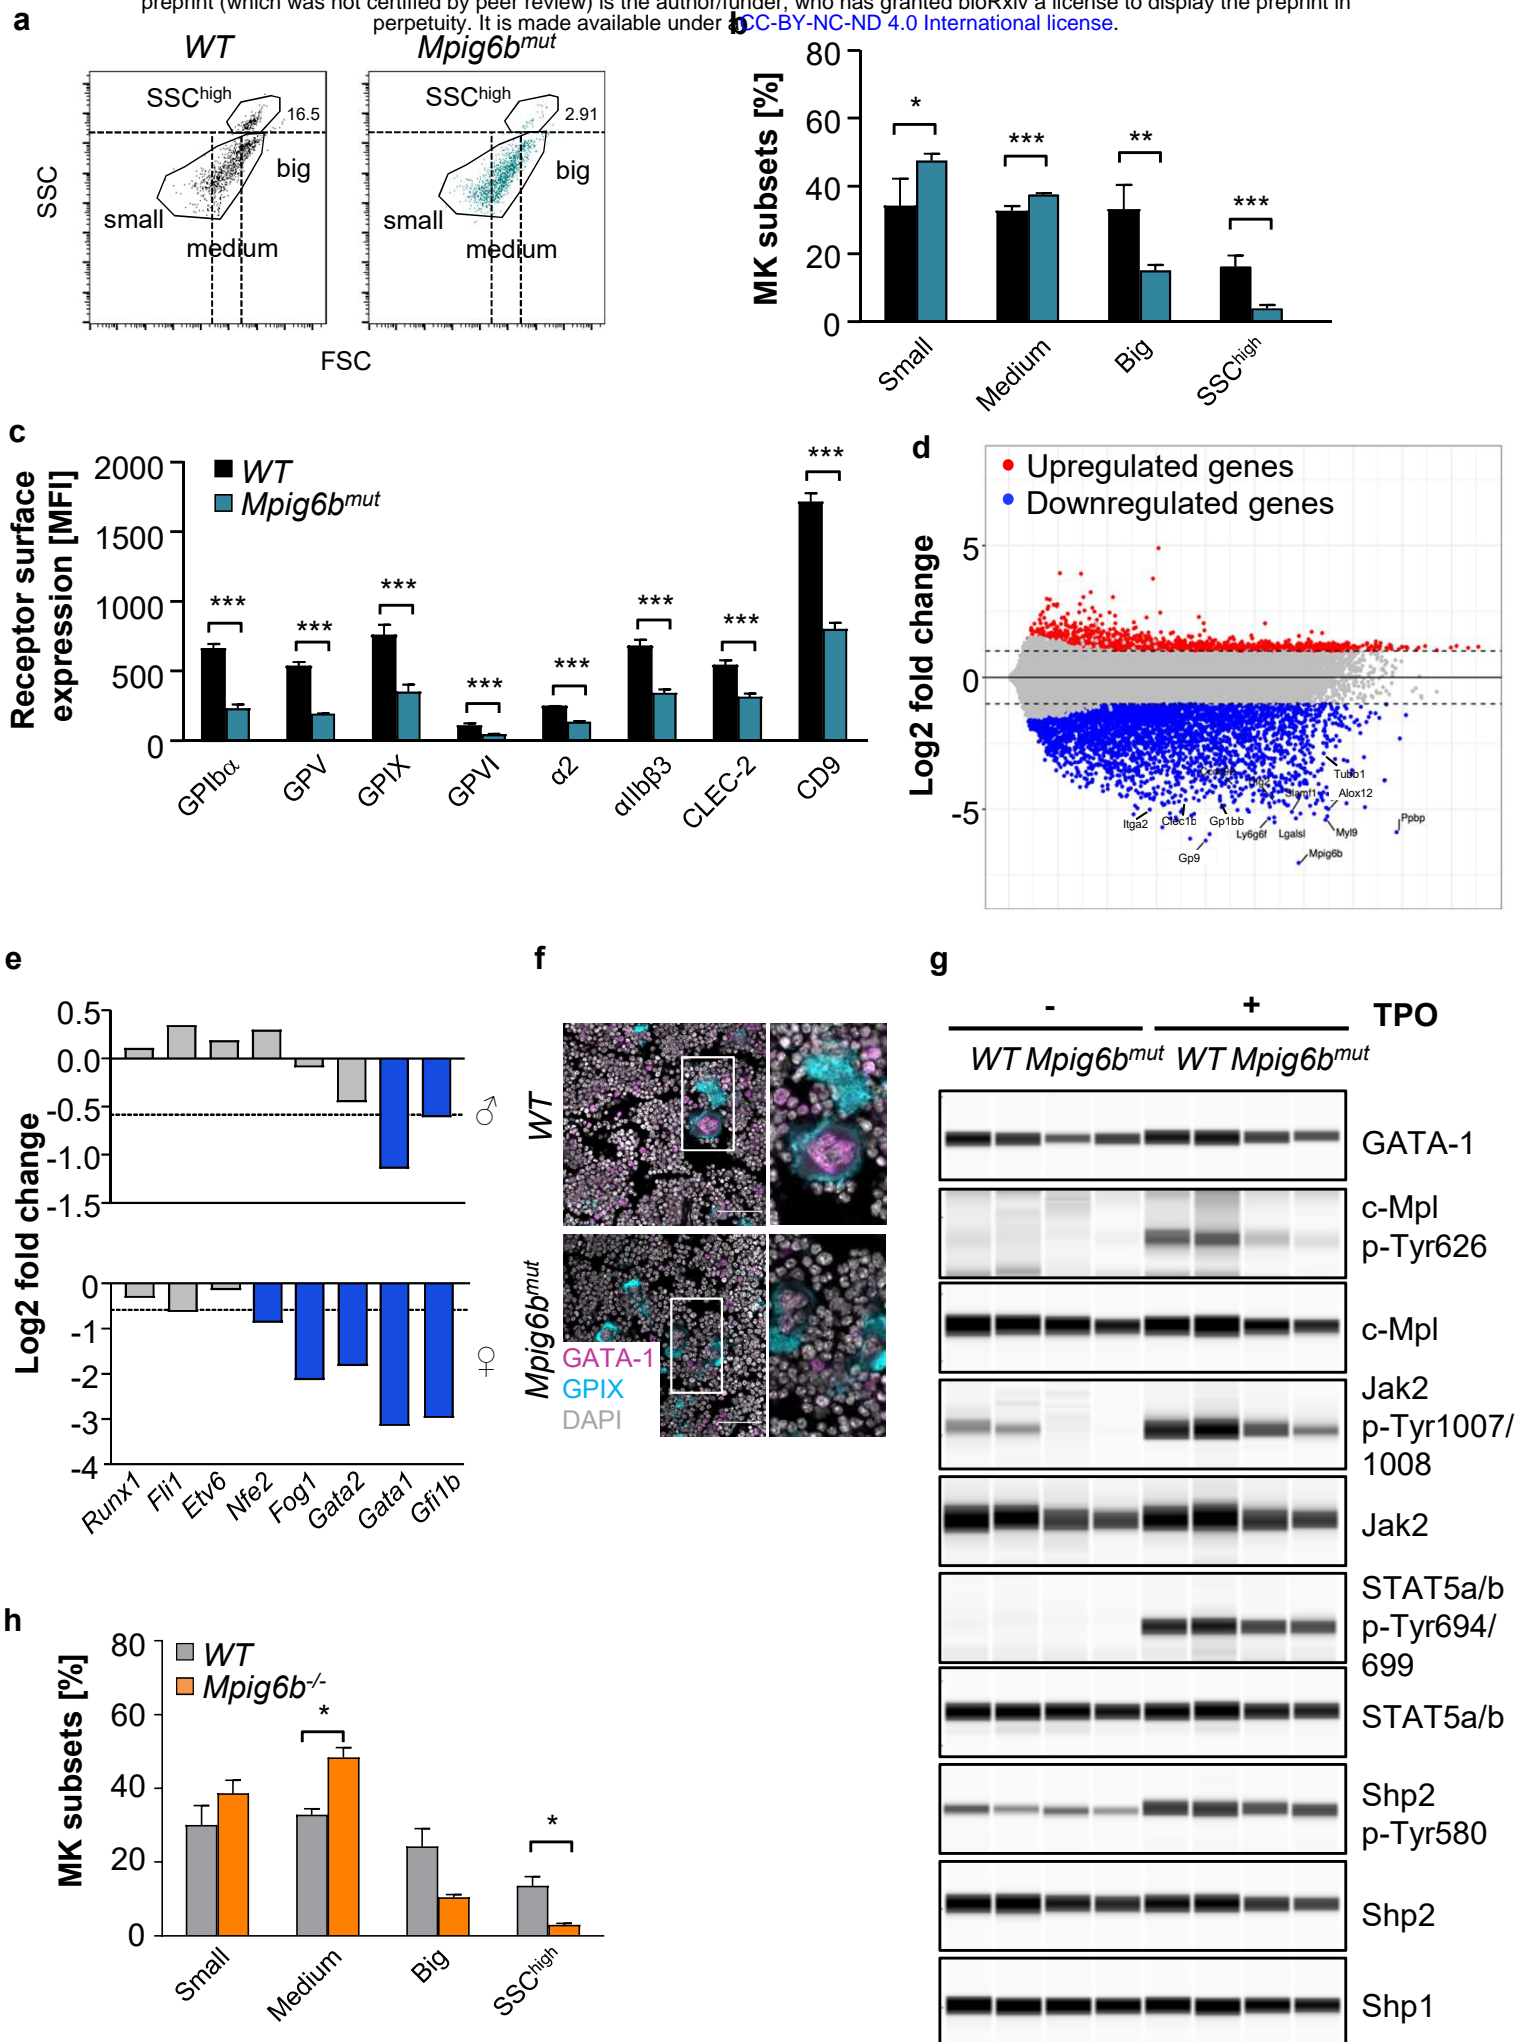 preprint (which was not certified by peer review) is the author/funder, who has granted bioRxiv a license to display the preprint in
perpetuity. It is made available under aCC-BY-NC-ND 4.0 International license.
a
WT
Mpig6bmut
SSChigh
16.5
big
small
medium
SSChigh
2.91
big
small
medium
SSC
FSC
b
MK subsets [%]
80
60
40
20
0
*
***
**
***
Small
Medium
Big
SSChigh
c
Receptor surface
expression [MFI]
2000
1500
1000
500
0
WT
Mpig6bmut
***
***
***
***
***
***
***
***
GPIbα
GPV
GPIX
GPVI
α2
αIIbβ3
CLEC-2
CD9
d
Upregulated genes
Downregulated genes
Log2 fold change
5
0
-5
Tubb1
Slamf1
Alox12
Itga2
Clec1b
Gp1bb
Ly6g6f
Lgalsl
Myl9
Ppbp
Gp9
Mpig6b
e
Log2 fold change
0.5
0.0
-0.5
-1.0
-1.5
♂
0
-1
-2
-3
-4
♀
Runx1
Fli1
Etv6
Nfe2
Fog1
Gata2
Gata1
Gfi1b
f
WT
Mpig6bmut
GATA-1
GPIX
DAPI
g
- + TPO
WT Mpig6bmut WT Mpig6bmut
GATA-1
c-Mpl
p-Tyr626
c-Mpl
Jak2
p-Tyr1007/
1008
Jak2
STAT5a/b
p-Tyr694/
699
STAT5a/b
Shp2
p-Tyr580
Shp2
Shp1
h
MK subsets [%]
80
60
40
20
0
WT
Mpig6b-/-
*
*
Small
Medium
Big
SSChigh